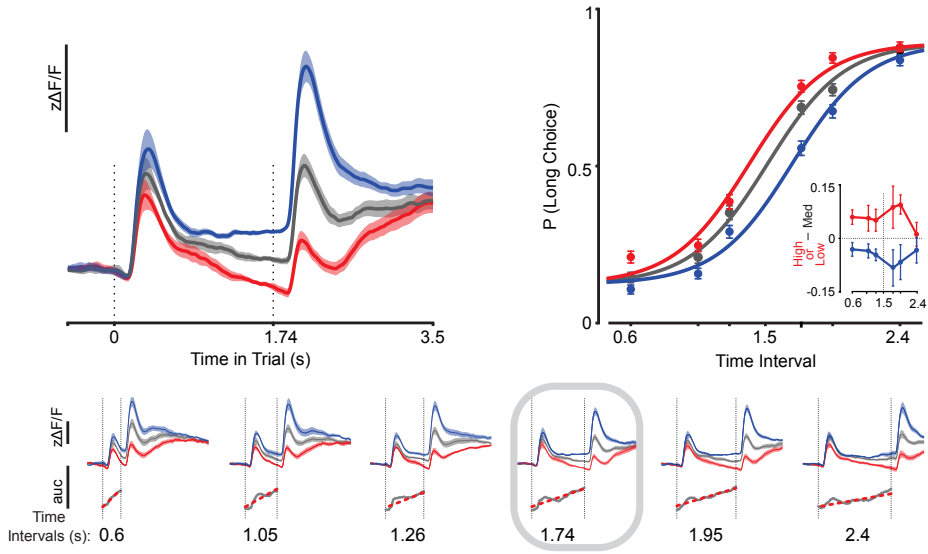 zΔF/F
0
1.74
3.5
Time in Trial (s)
P (Long Choice)
1
0.5
0
0.6
1.5
2.4
Time Interval
High or Low – Med
0.15
0
-0.15
0.6
1.5
2.4
zΔF/F
auc
Time
Intervals (s):
0.6
1.05
1.26
1.74
1.95
2.4